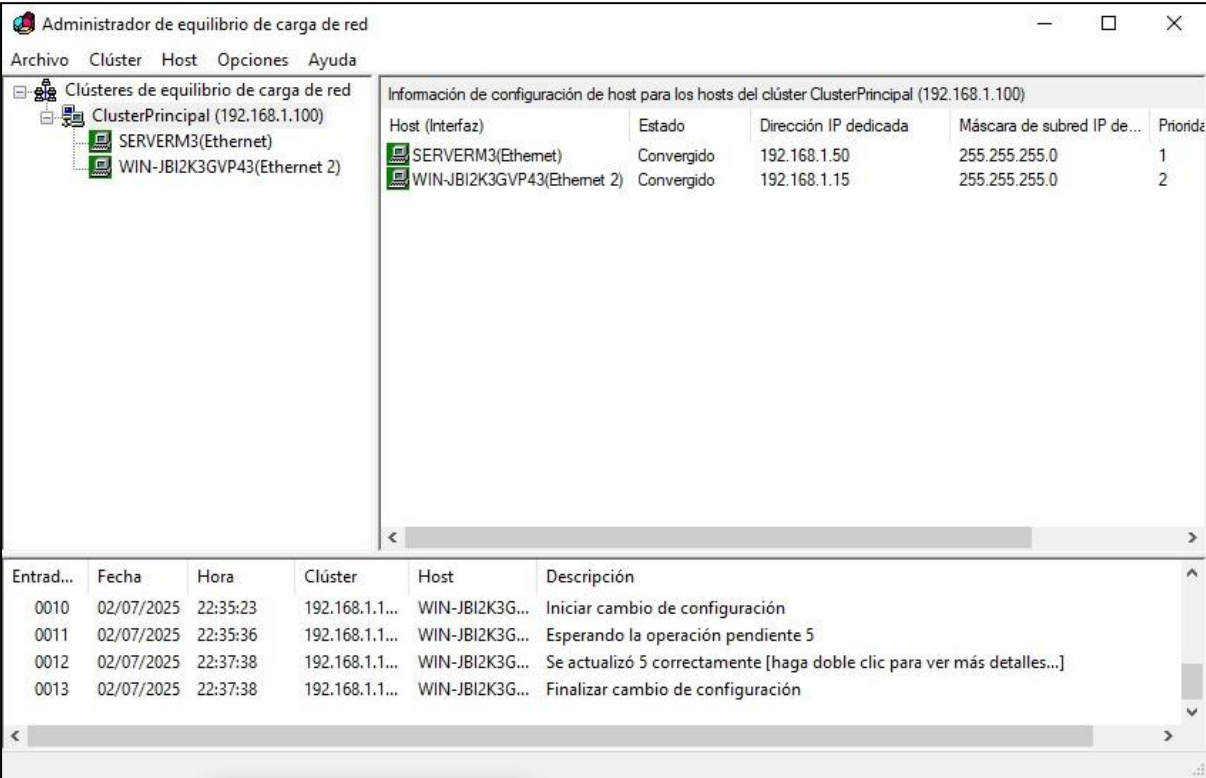 Administrador de equilibrio de carga de red
Archivo Clúster Host Opciones Ayuda
Clústeres de equilibrio de carga de red
ClusterPrincipal (192.168.1.100)
SERVERM3(Ethernet)
WIN-JBI2K3GVP43(Ethernet 2)
Información de configuración de host para los hosts del clúster ClusterPrincipal (192.168.1.100)
Host (Interfaz) Estado Dirección IP dedicada Máscara de subred IP de... Priorida
SERVERM3(Ethernet) Convergido 192.168.1.50 255.255.255.0 1
WIN-JBI2K3GVP43(Ethernet 2) Convergido 192.168.1.15 255.255.255.0 2
Entrad... Fecha Hora Clúster Host Descripción
0010 02/07/2025 22:35:23 192.168.1.1... WIN-JBI2K3G... Iniciar cambio de configuración
0011 02/07/2025 22:35:36 192.168.1.1... WIN-JBI2K3G... Esperando la operación pendiente 5
0012 02/07/2025 22:37:38 192.168.1.1... WIN-JBI2K3G... Se actualizó 5 correctamente [haga doble clic para ver más detalles...]
0013 02/07/2025 22:37:38 192.168.1.1... WIN-JBI2K3G... Finalizar cambio de configuración